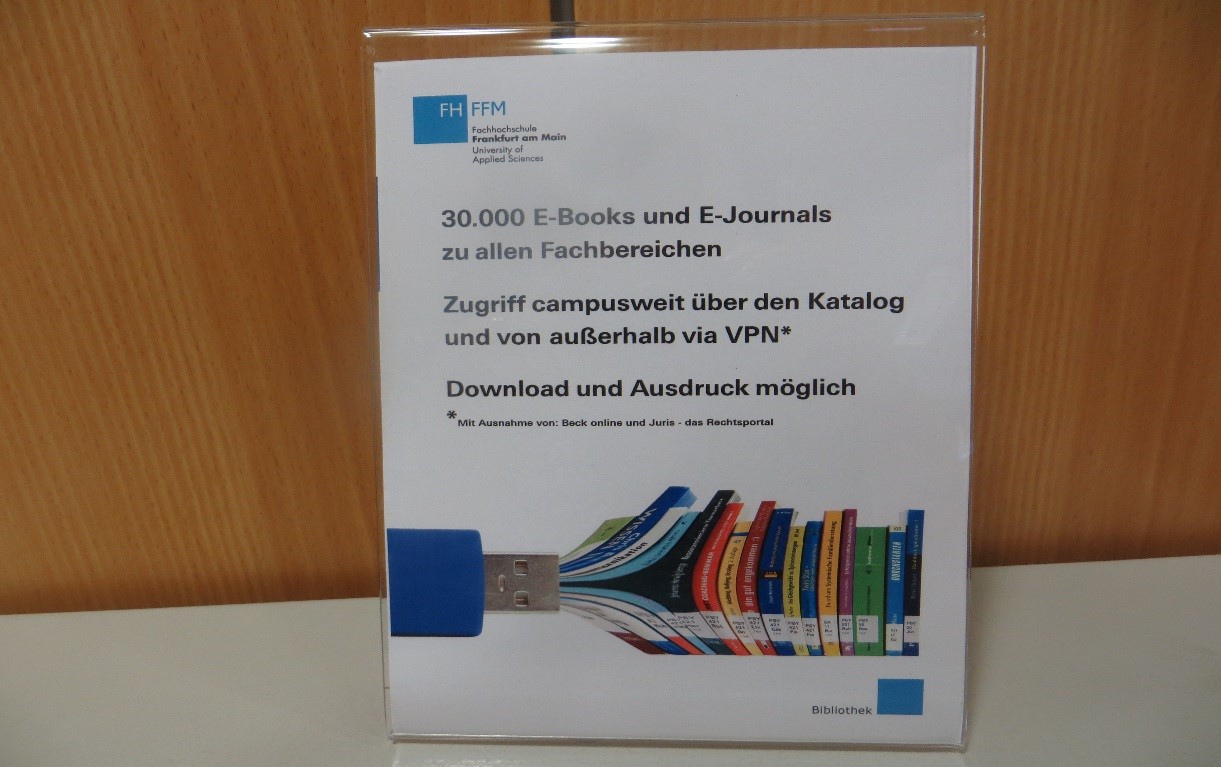 FH FFM
Fachhochschule
Frankfurt am Main
University of
Applied Sciences
30.000 E-Books und E-Journals
zu allen Fachbereichen
Zugriff campusweit über den Katalog
und von außerhalb via VPN*
Download und Ausdruck möglich
*Mit Ausnahme von: Beck online und Juris - das Rechtsportal
Bibliothek